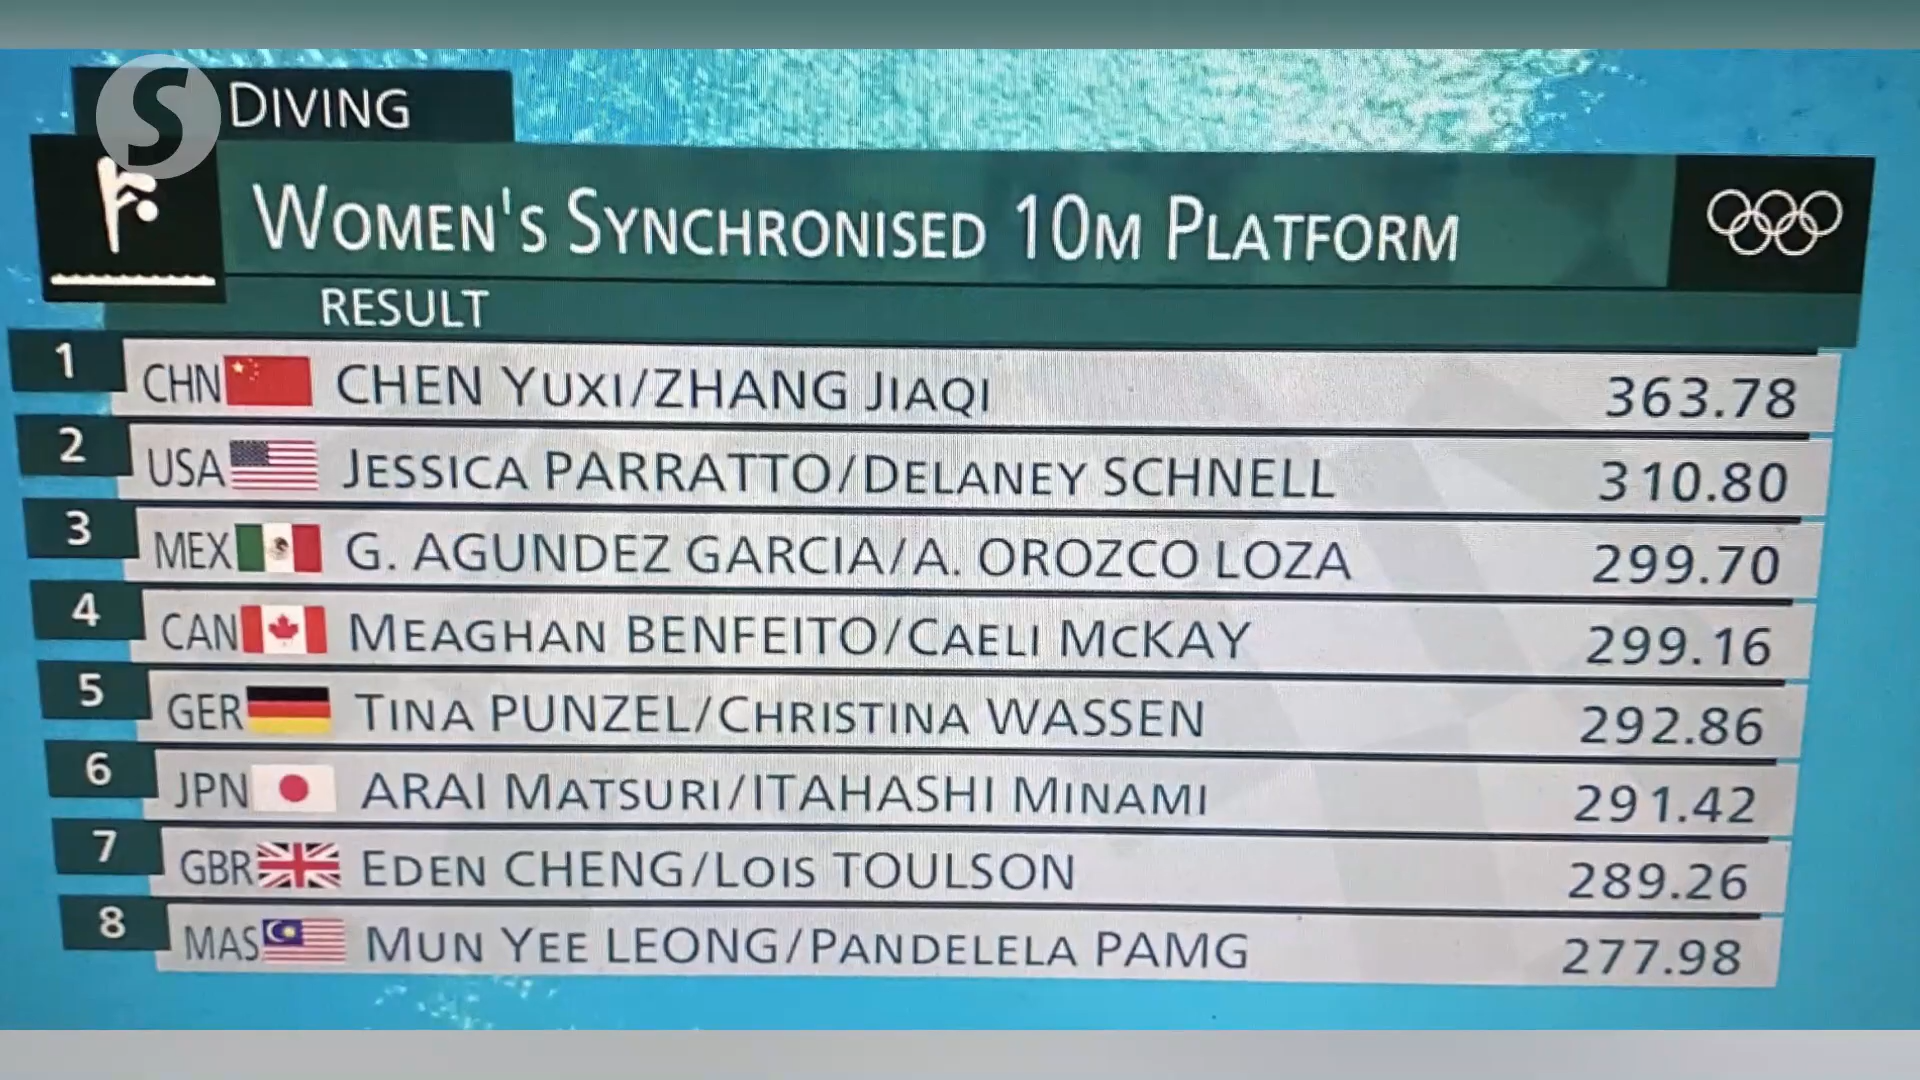 S
DIVING
WOMEN'S SYNCHRONISED 10M PLATFORM
RESULT
1 CHN CHEN YUXI/ZHANG JIAQI 363.78
2 USA JESSICA PARRATTO/DELANEY SCHNELL 310.80
3 MEX G. AGUNDEZ GARCIA/A. OROZCO LOZA 299.70
4 CAN MEAGHAN BENFEITO/CAELI MCKAY 299.16
5 GER TINA PUNZEL/CHRISTINA WASSEN 292.86
6 JPN ARAI MATSURI/ITAHASHI MINAMI 291.42
7 GBR EDEN CHENG/LOIS TOULSON 289.26
8 MAS MUN YEE LEONG/PANDELELA PAMG 277.98